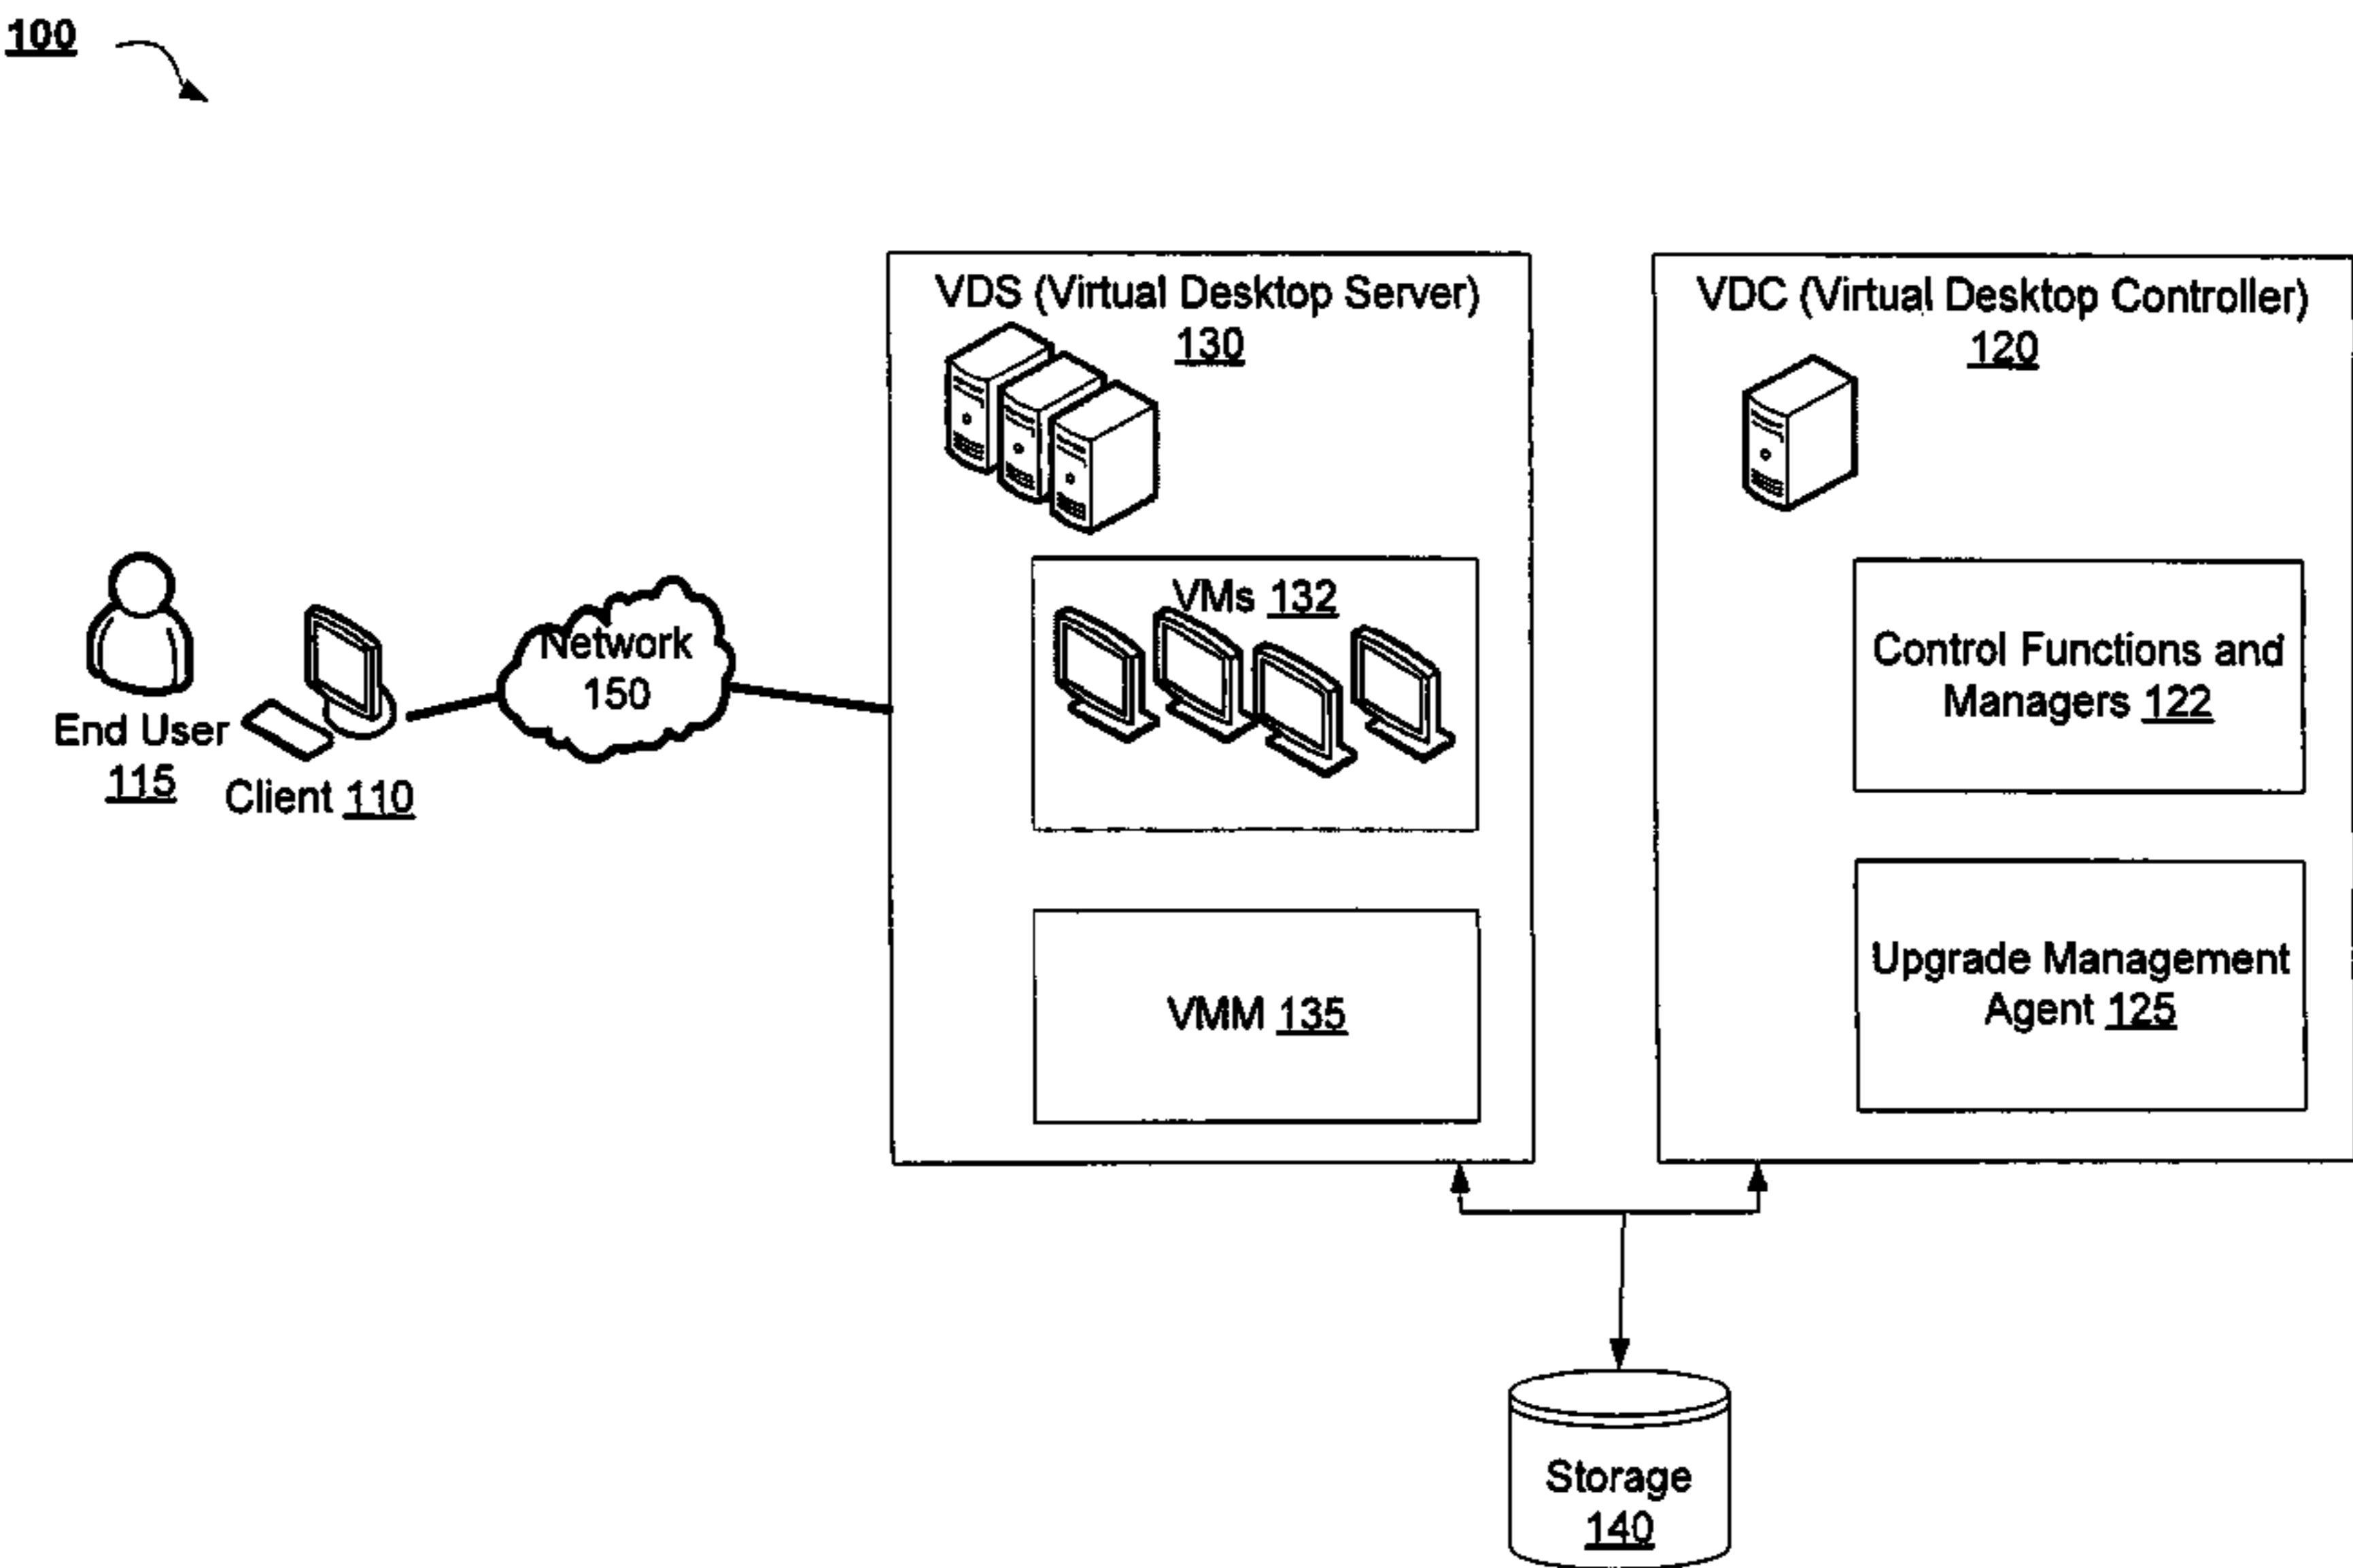 100
VDS (Virtual Desktop Server)
130
VDC (Virtual Desktop Controller)
120
VMs 132
Network
150
Control Functions and
Managers 122
End User
115
Client 110
VMM 135
Upgrade Management
Agent 125
Storage
140